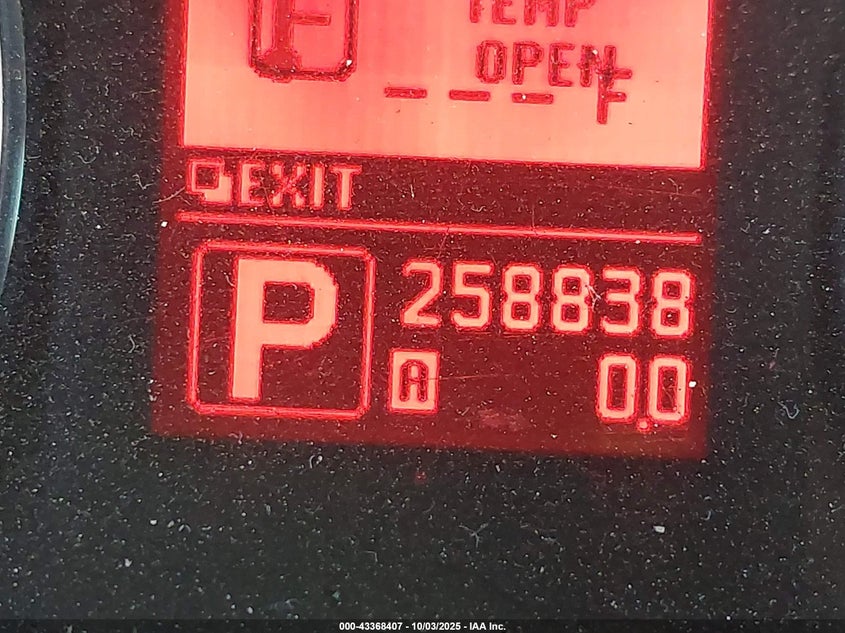 TEMP
OPEN
_ _ _ F
EXIT
P
258838
A 0.0
000-43368407 - 10/03/2025 - IAA Inc.